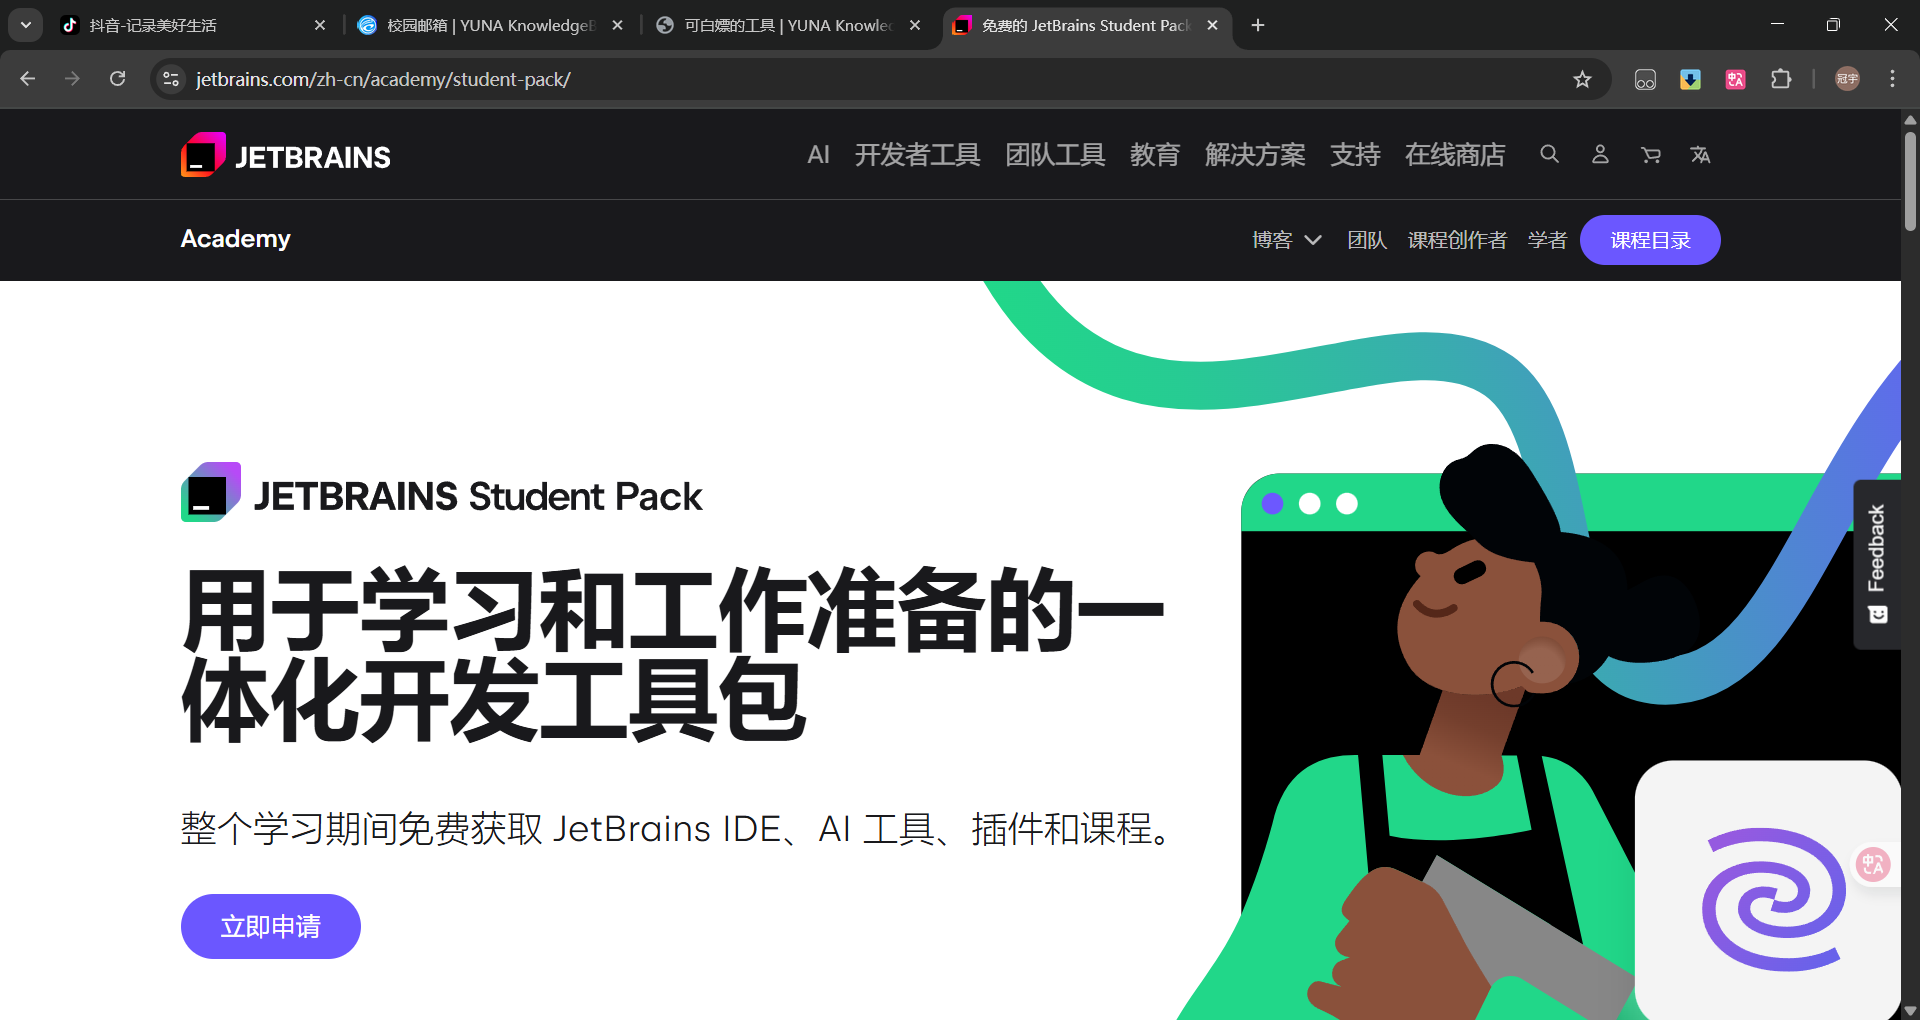 抖音-记录美好生活
校园邮箱 | YUNA KnowledgeB
可白嫖的工具 | YUNA Knowle
免费的 JetBrains Student Pack
jetbrains.com/zh-cn/academy/student-pack/
冠宇
JETBRAINS
AI 开发者工具 团队工具 教育 解决方案 支持 在线商店
Academy
博客 团队 课程创作者 学者 课程目录
JETBRAINS Student Pack
用于学习和工作准备的一
体化开发工具包
整个学习期间免费获取 JetBrains IDE、AI 工具、插件和课程。
立即申请
Feedback